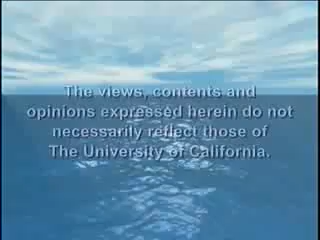 The views, contents and
opinions expressed herein do not
necessarily reflect those of
The University of California.